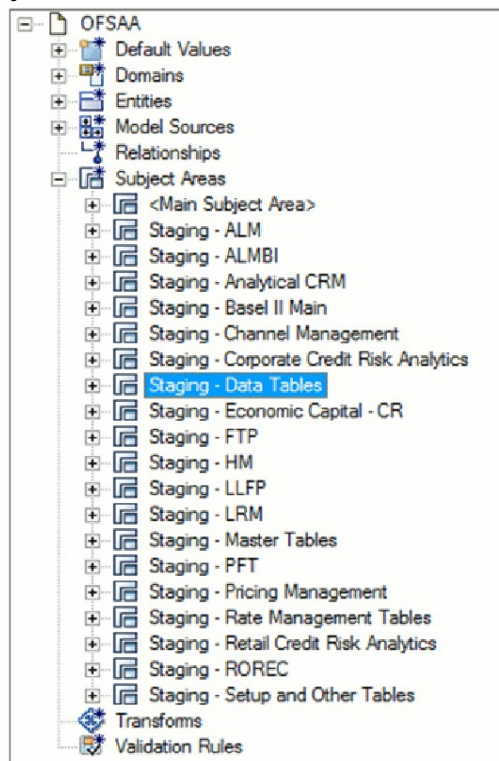 OFSAA
Default Values
Domains
Entities
Model Sources
Relationships
Subject Areas
<Main Subject Area>
Staging - ALM
Staging - ALMBI
Staging - Analytical CRM
Staging - Basel II Main
Staging - Channel Management
Staging - Corporate Credit Risk Analytics
Staging - Data Tables
Staging - Economic Capital - CR
Staging - FTP
Staging - HM
Staging - LLFP
Staging - LRM
Staging - Master Tables
Staging - PFT
Staging - Pricing Management
Staging - Rate Management Tables
Staging - Retail Credit Risk Analytics
Staging - ROREC
Staging - Setup and Other Tables
Transforms
Validation Rules